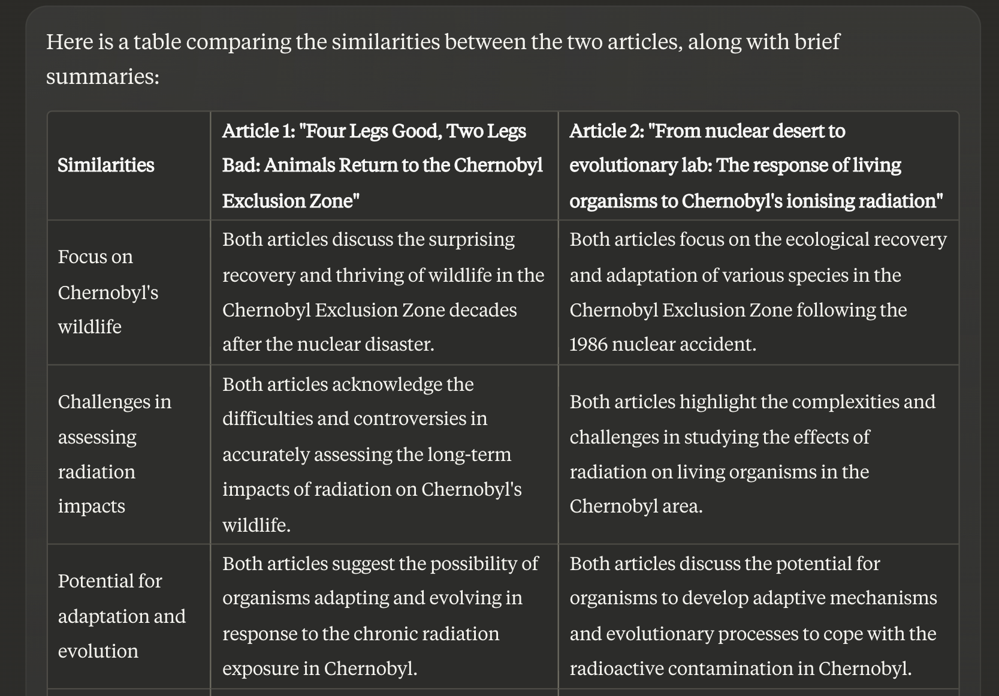 Here is a table comparing the similarities between the two articles, along with brief
summaries:
Similarities
Article 1: "Four Legs Good, Two Legs
Bad: Animals Return to the Chernobyl
Exclusion Zone"
Article 2: "From nuclear desert to
evolutionary lab: The response of living
organisms to Chernobyl's ionising radiation"
Focus on
Chernobyl's
wildlife
Both articles discuss the surprising
recovery and thriving of wildlife in the
Chernobyl Exclusion Zone decades
after the nuclear disaster.
Both articles focus on the ecological recovery
and adaptation of various species in the
Chernobyl Exclusion Zone following the
1986 nuclear accident.
Challenges in
assessing
radiation
impacts
Both articles acknowledge the
difficulties and controversies in
accurately assessing the long-term
impacts of radiation on Chernobyl's
wildlife.
Both articles highlight the complexities and
challenges in studying the effects of
radiation on living organisms in the
Chernobyl area.
Potential for
adaptation and
evolution
Both articles suggest the possibility of
organisms adapting and evolving in
response to the chronic radiation
exposure in Chernobyl.
Both articles discuss the potential for
organisms to develop adaptive mechanisms
and evolutionary processes to cope with the
radioactive contamination in Chernobyl.